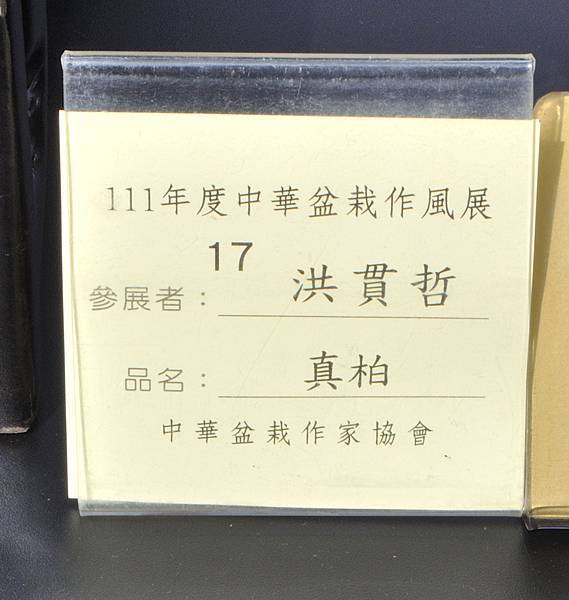 111年度中華盆栽作風展
17
參展者：洪貫哲
品名：真柏
中華盆栽作家協會